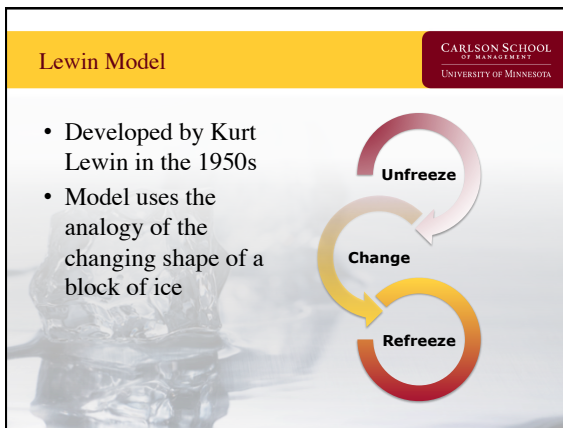 Lewin Model
CARLSON SCHOOL
OF MANAGEMENT
UNIVERSITY OF MINNESOTA
• Developed by Kurt
Lewin in the 1950s
• Model uses the
analogy of the
changing shape of a
block of ice
Unfreeze
Change
Refreeze